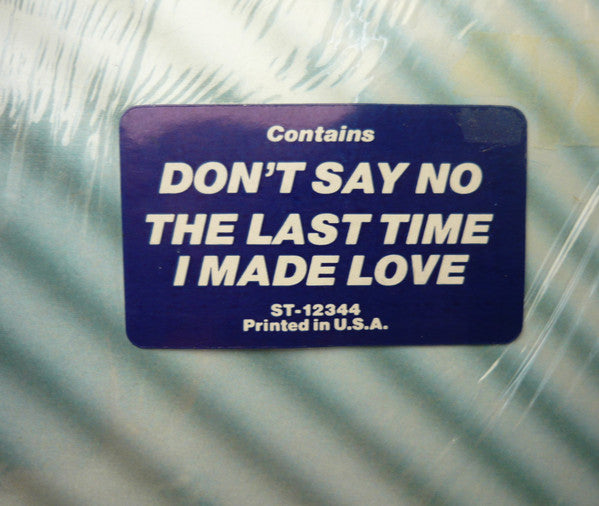 Contains
DON'T SAY NO
THE LAST TIME
I MADE LOVE
ST-12344
Printed in U.S.A.